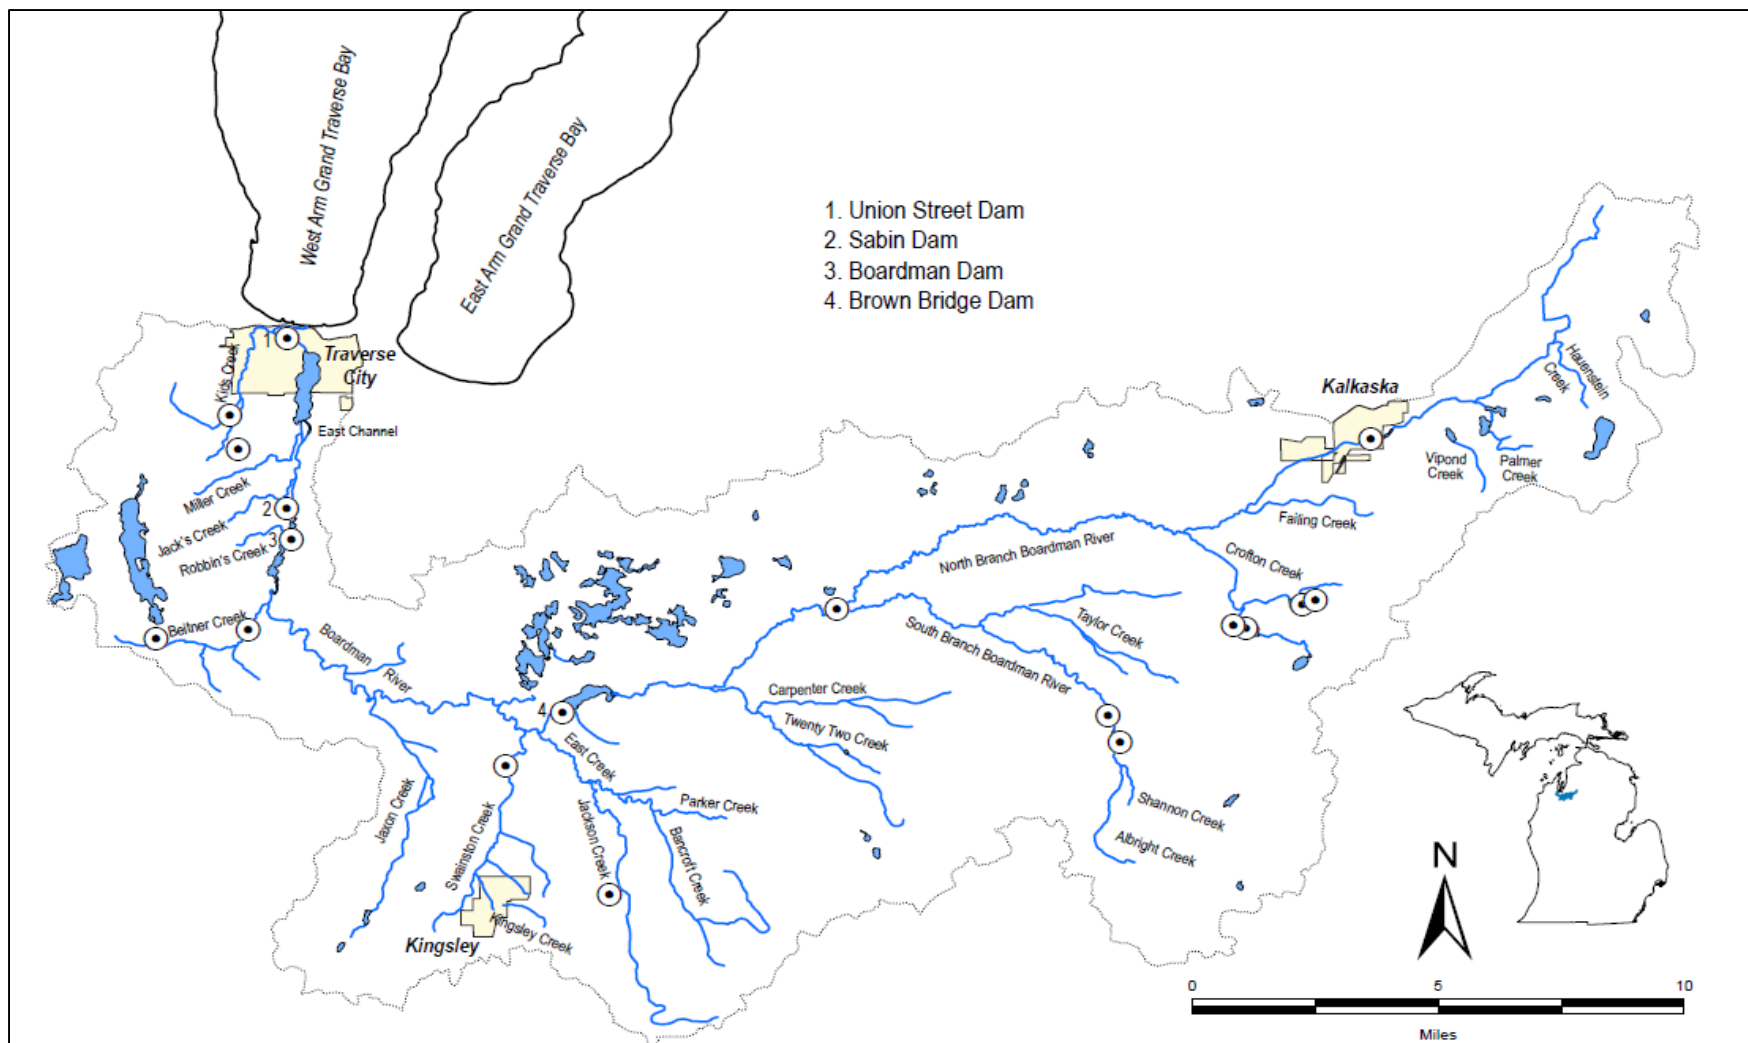 West Arm Grand Traverse Bay
East Arm Grand Traverse Bay
1. Union Street Dam
2. Sabin Dam
3. Boardman Dam
4. Brown Bridge Dam
1
Traverse
City
Kids Creek
East Channel
Kalkaska
Hauenstein
Creek
Vipond
Creek
Palmer
Creek
Miller Creek
2
Jack's Creek
3
Robbin's Creek
Failing Creek
North Branch Boardman River
Crofton Creek
Beitner Creek
Boardman
River
Taylor Creek
South Branch Boardman River
Carpenter Creek
4
Twenty Two Creek
East Creek
Jaxon Creek
Swainston Creek
Jackson Creek
Parker Creek
Bancroft Creek
Shannon Creek
Albright Creek
Kingsley Creek
Kingsley
N
0
5
10
Miles